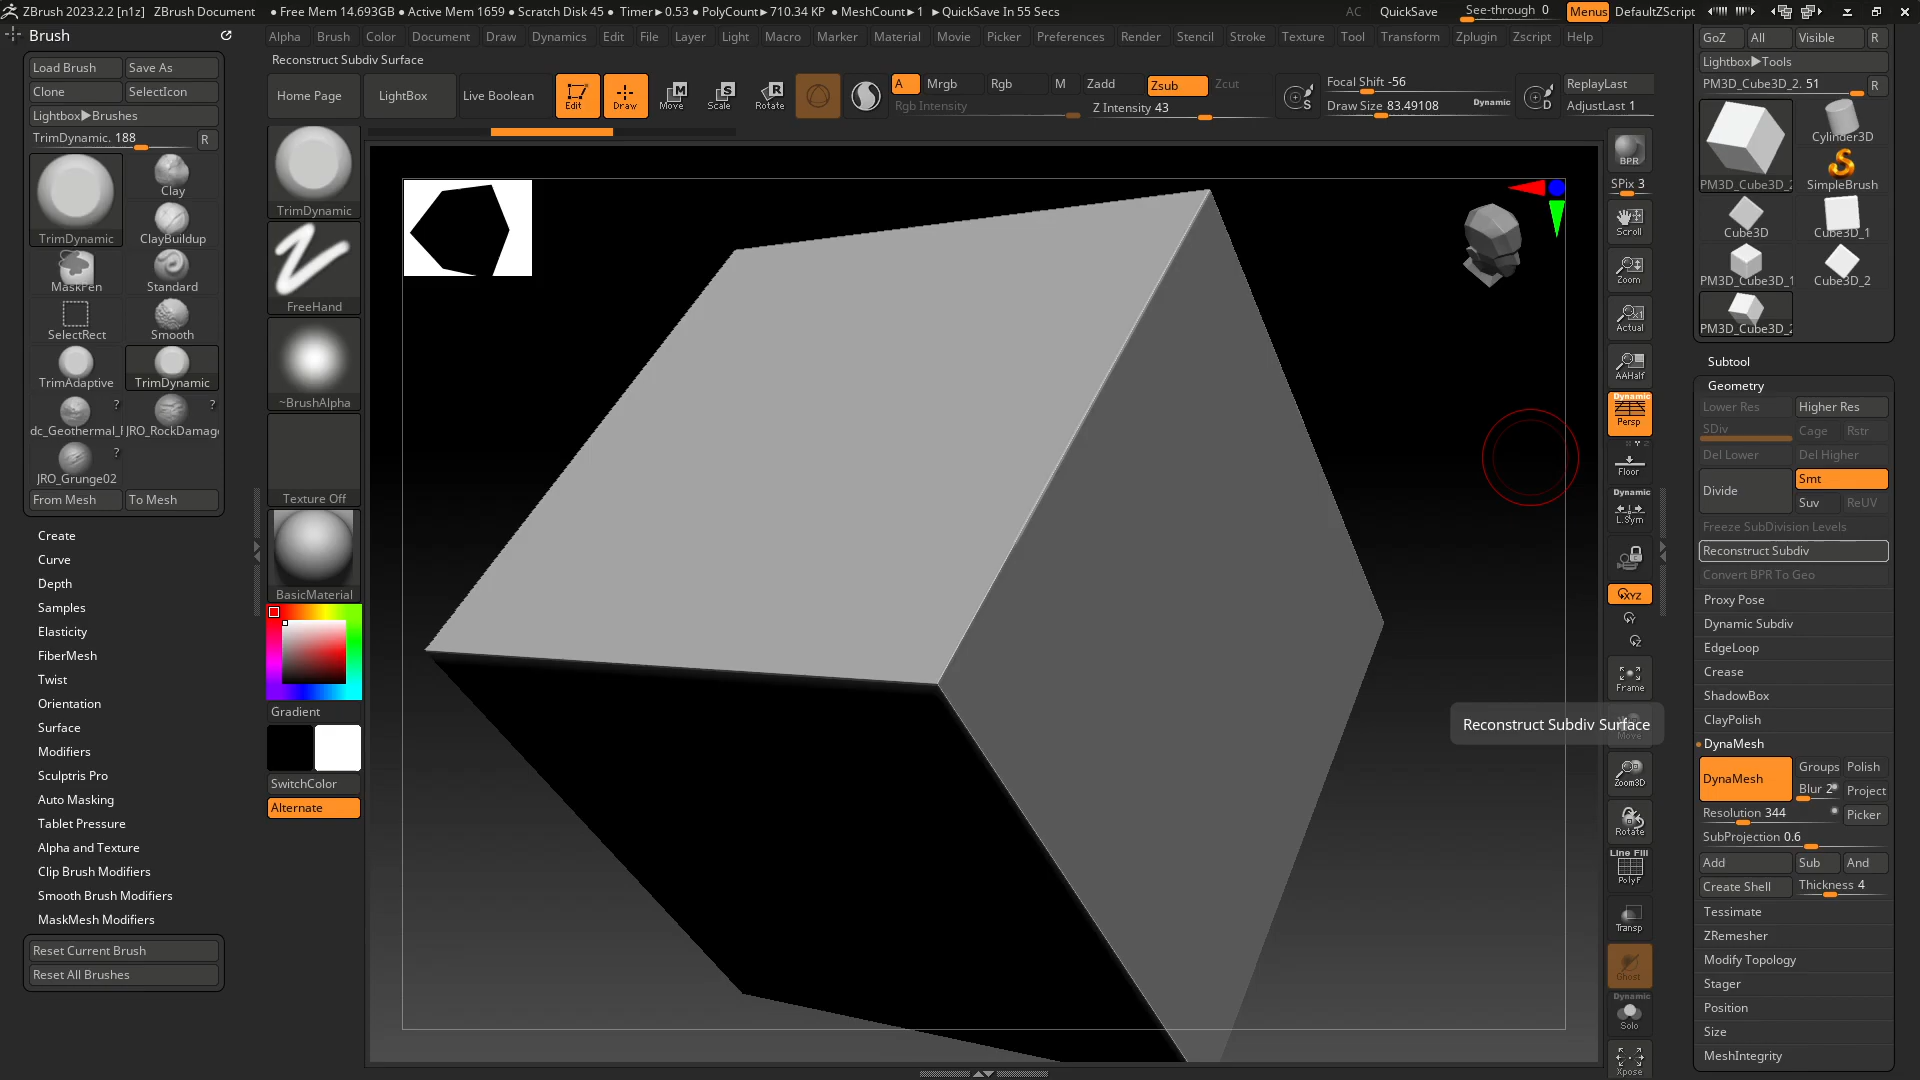 ZBrush 2023.2.2 [n1z] ZBrush Document • Free Mem 14.693GB • Active Mem 1659 • Scratch Disk 45 • Timer▸0.53 • PolyCount▸710.34 KP • MeshCount▸1 ▸QuickSave In 55 Secs AC QuickSave See-through 0 Menus DefaultZScript
Brush
Alpha Brush Color Document Draw Dynamics Edit File Layer Light Macro Marker Material Movie Picker Preferences Render Stencil Stroke Texture Tool Transform Zplugin Zscript Help
Reconstruct Subdiv Surface
Load Brush Save As
Clone SelectIcon
Lightbox▶Brushes
TrimDynamic. 188 R
TrimDynamic
Clay
ClayBuildup
MaskPen Standard
SelectRect Smooth
TrimAdaptive TrimDynamic
? ?
dc_Geothermal_ JRO_RockDamag
?
JRO_Grunge02
From Mesh To Mesh
Create
Curve
Depth
Samples
Elasticity
FiberMesh
Twist
Orientation
Surface
Modifiers
Sculptris Pro
Auto Masking
Tablet Pressure
Alpha and Texture
Clip Brush Modifiers
Smooth Brush Modifiers
MaskMesh Modifiers
Reset Current Brush
Reset All Brushes
Home Page LightBox Live Boolean Edit Draw Move Scale Rotate
M S R
A Mrgb Rgb M Zadd Zsub Zcut
Rgb Intensity Z Intensity 43
S Focal Shift -56
Draw Size 83.49108 Dynamic D
ReplayLast
AdjustLast 1
TrimDynamic
FreeHand
~BrushAlpha
Texture Off
BasicMaterial
Gradient
SwitchColor
Alternate
Reconstruct Subdiv Surface
BPR
SPix 3
Scroll
Zoom
Actual
AAHalf
Dynamic
Persp
Floor
Dynamic
L.Sym
XYZ
Y
Z
Frame
Move
Zoom3D
Rotate
Line Fill
PolyF
Transp
Ghost
Dynamic
Solo
Xpose
GoZ All Visible R
Lightbox▶Tools
PM3D_Cube3D_2. 51 R
PM3D_Cube3D_2
Cylinder3D
SimpleBrush
Cube3D Cube3D_1
PM3D_Cube3D_1 Cube3D_2
PM3D_Cube3D_2
Subtool
Geometry
Lower Res Higher Res
SDiv Cage Rstr
Del Lower Del Higher
Divide Smt
Suv ReUV
Freeze SubDivision Levels
Reconstruct Subdiv
Convert BPR To Geo
Proxy Pose
Dynamic Subdiv
EdgeLoop
Crease
ShadowBox
ClayPolish
DynaMesh
DynaMesh Groups Polish
Blur 2 Project
Resolution 344 Picker
SubProjection 0.6
Add Sub And
Create Shell Thickness 4
Tessimate
ZRemesher
Modify Topology
Stager
Position
Size
MeshIntegrity